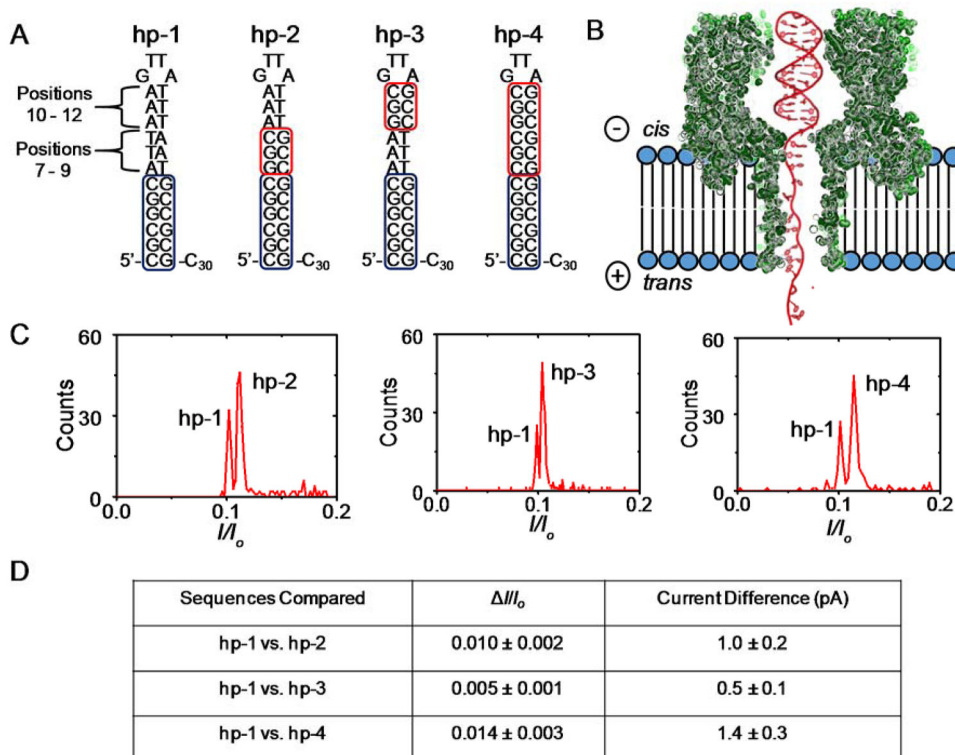 A
hp-1
hp-2
hp-3
hp-4
B
TT
TT
TT
TT
G A
G A
G A
G A
Positions
10 - 12
Positions
7 - 9
AT
AT
AT
TA
TA
AT
CG
GC
GC
GC
GC
CG
AT
AT
AT
CG
GC
CG
CG
GC
GC
GC
GC
CG
CG
GC
GC
AT
AT
AT
CG
GC
GC
GC
GC
CG
CG
GC
GC
GC
GC
CG
CG
GC
GC
GC
GC
CG
5'- -C30
5'- -C30
5'- -C30
5'- -C30
− cis
+ trans
C
60
30
0
Counts
hp-1
hp-2
0.0 0.1 0.2
I/Io
60
30
0
Counts
hp-1
hp-3
0.0 0.1 0.2
I/Io
60
30
0
Counts
hp-1
hp-4
0.0 0.1 0.2
I/Io
D
Sequences Compared ΔI/Io Current Difference (pA)
hp-1 vs. hp-2 0.010 ± 0.002 1.0 ± 0.2
hp-1 vs. hp-3 0.005 ± 0.001 0.5 ± 0.1
hp-1 vs. hp-4 0.014 ± 0.003 1.4 ± 0.3